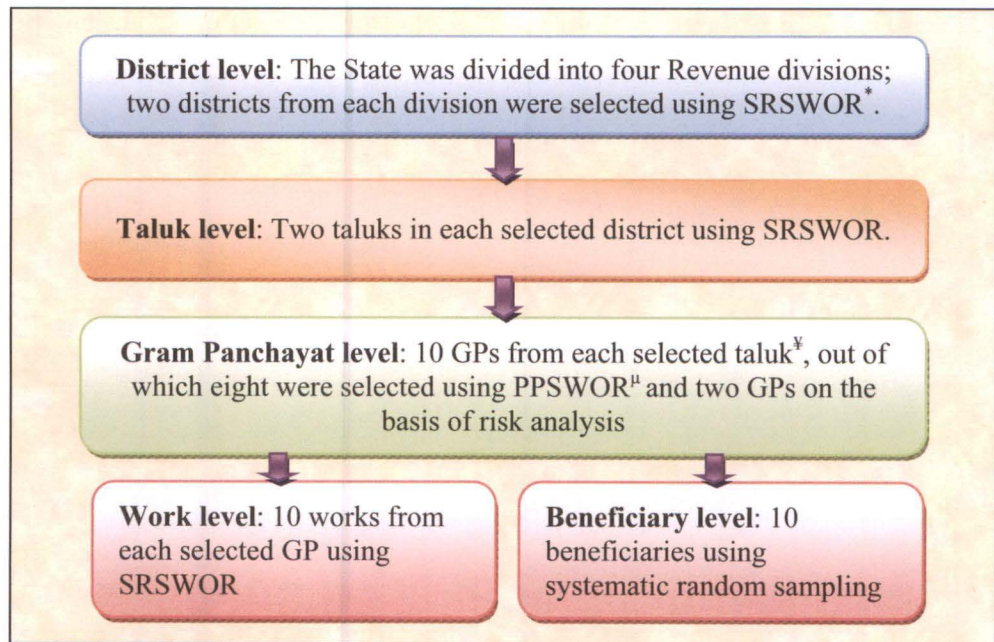 District level: The State was divided into four Revenue divisions;
two districts from each division were selected using SRSWOR*.
Taluk level: Two taluks in each selected district using SRSWOR.
Gram Panchayat level: 10 GPs from each selected taluk¥, out of
which eight were selected using PPSWORµ and two GPs on the
basis of risk analysis
Work level: 10 works from
each selected GP using
SRSWOR
Beneficiary level: 10
beneficiaries using
systematic random sampling